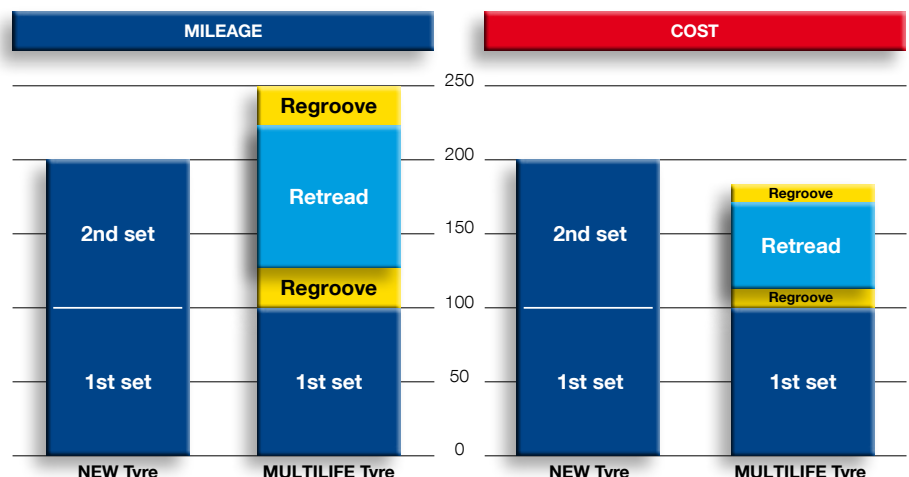 MILEAGE
COST
250
200
150
100
50
0
Regroove
Retread
Regroove
1st set
2nd set
1st set
NEW Tyre
MULTILIFE Tyre
2nd set
1st set
Regroove
Retread
Regroove
1st set
NEW Tyre
MULTILIFE Tyre